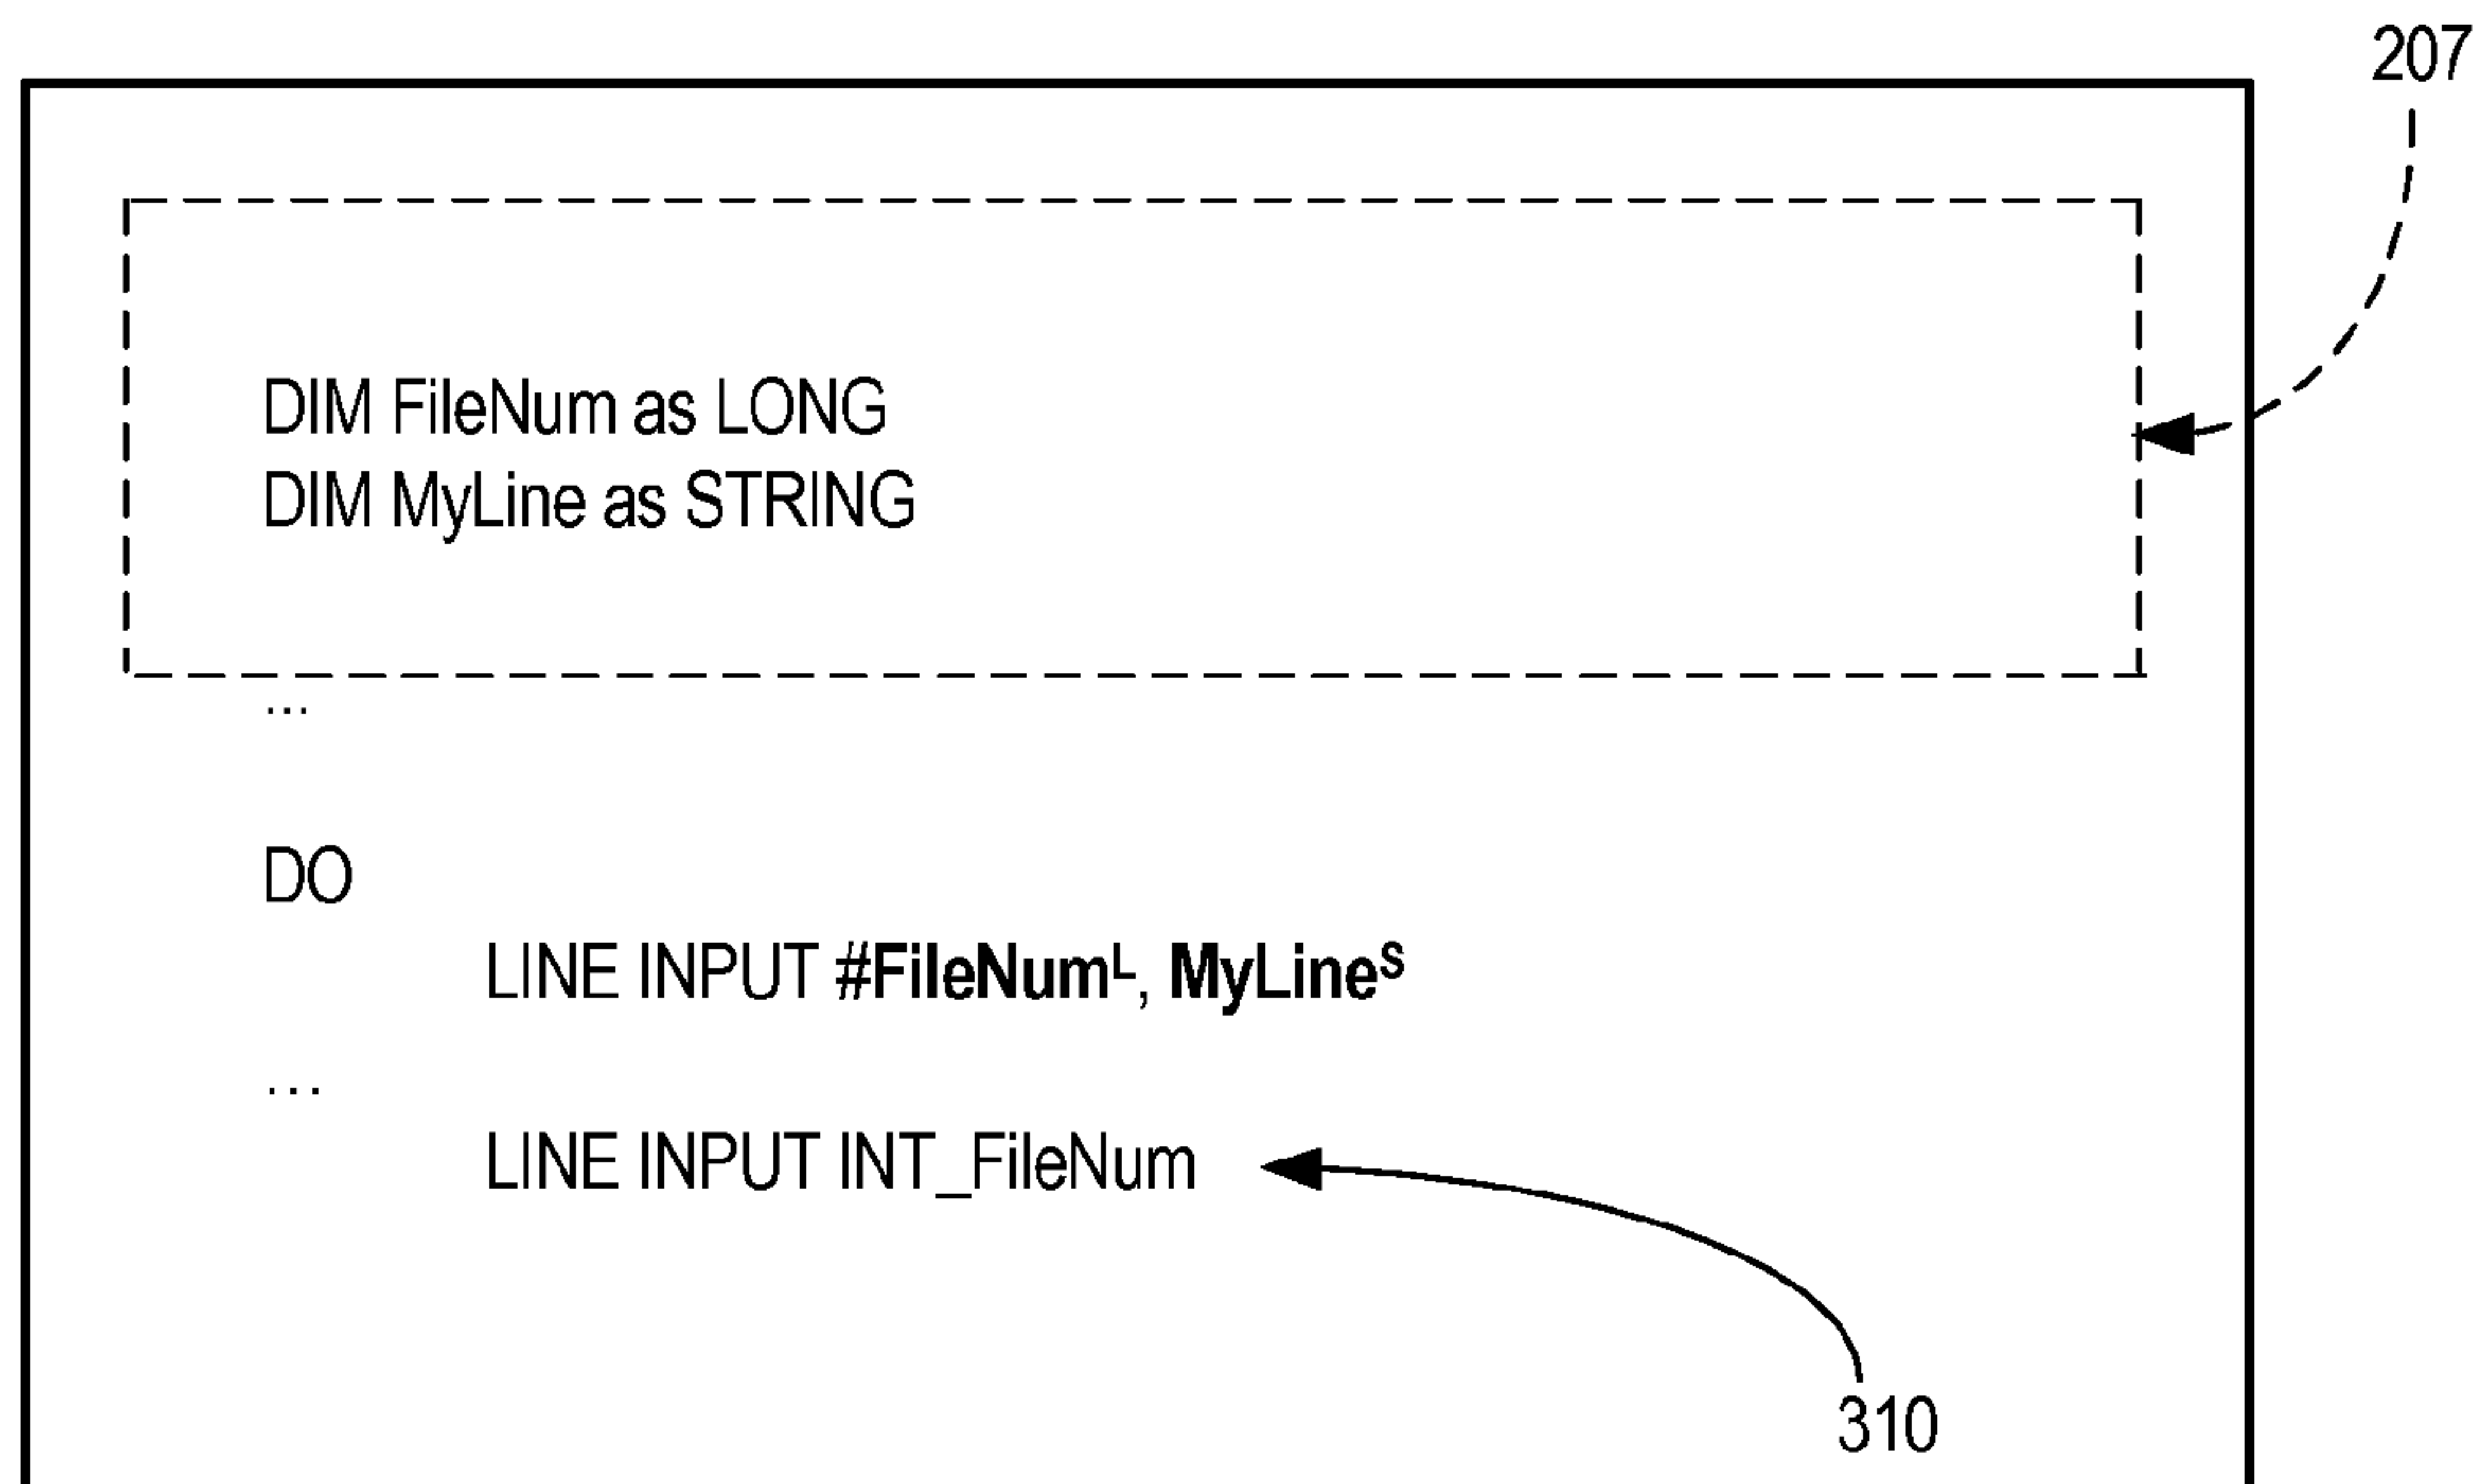 207
DIM FileNum as LONG
DIM MyLine as STRING
...
DO
LINE INPUT #FileNumᴸ, MyLineˢ
...
LINE INPUT INT_FileNum
310